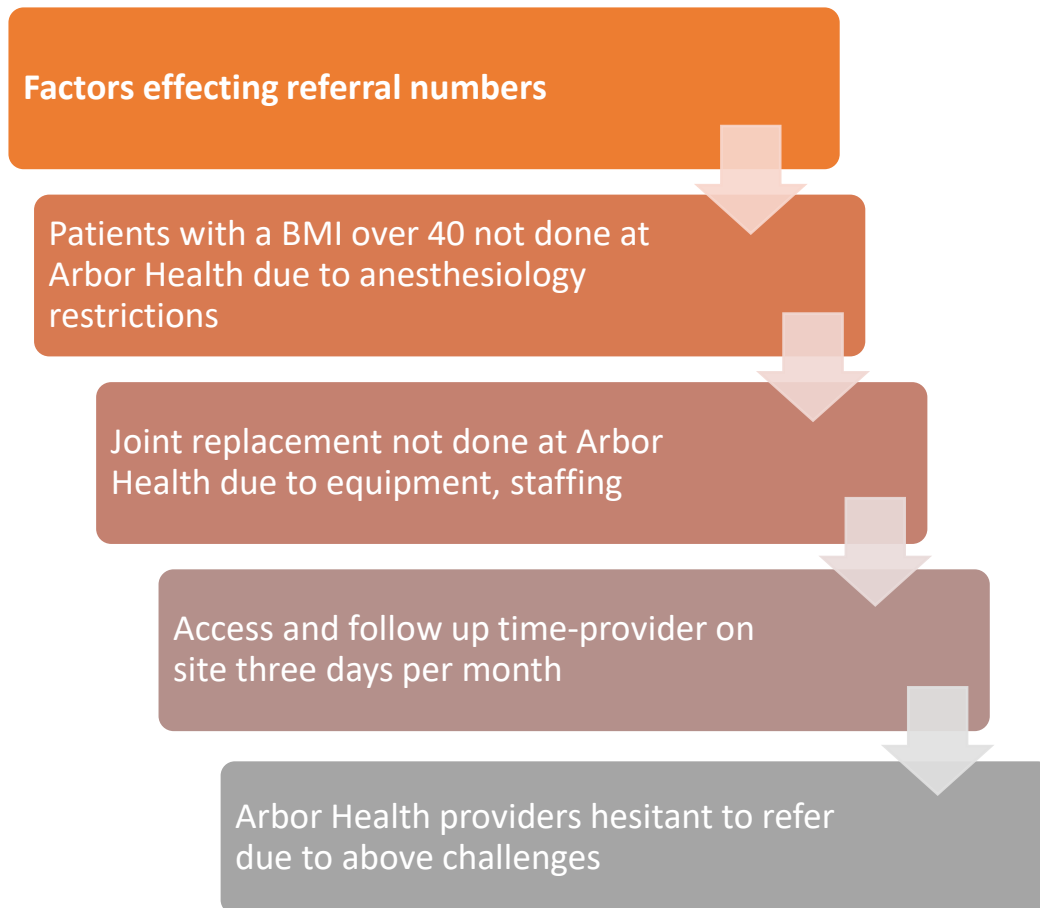 Factors effecting referral numbers
Patients with a BMI over 40 not done at
Arbor Health due to anesthesiology
restrictions
Joint replacement not done at Arbor
Health due to equipment, staffing
Access and follow up time-provider on
site three days per month
Arbor Health providers hesitant to refer
due to above challenges